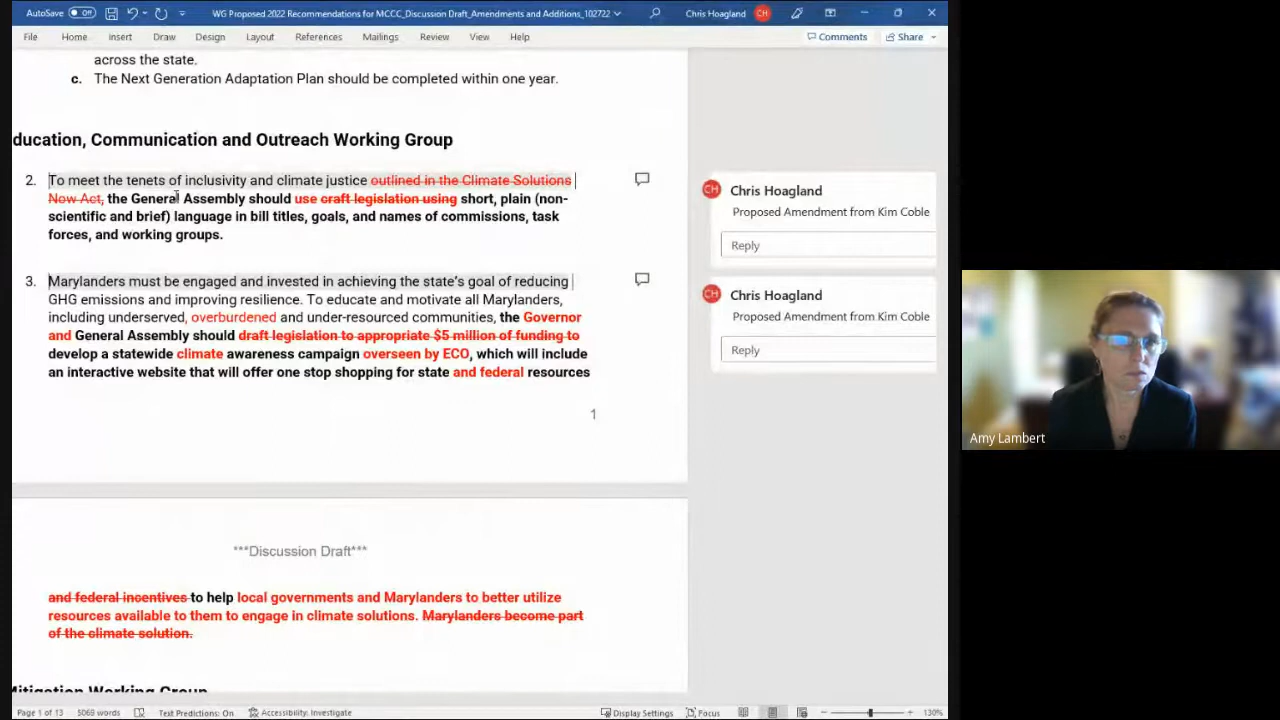 AutoSave Off WG Proposed 2022 Recommendations for MCCC_Discussion Draft_Amendments and Additions_102722 Chris Hoagland CH
File Home Insert Draw Design Layout References Mailings Review View Help Comments Share
across the state.
c. The Next Generation Adaptation Plan should be completed within one year.
ducation, Communication and Outreach Working Group
2. To meet the tenets of inclusivity and climate justice outlined in the Climate Solutions
Now Act, the General Assembly should use craft legislation using short, plain (non-
scientific and brief) language in bill titles, goals, and names of commissions, task
forces, and working groups.
3. Marylanders must be engaged and invested in achieving the state's goal of reducing
GHG emissions and improving resilience. To educate and motivate all Marylanders,
including underserved, overburdened and under-resourced communities, the Governor
and General Assembly should draft legislation to appropriate $5 million of funding to
develop a statewide climate awareness campaign overseen by ECO, which will include
an interactive website that will offer one stop shopping for state and federal resources
1
***Discussion Draft***
and federal incentives to help local governments and Marylanders to better utilize
resources available to them to engage in climate solutions. Marylanders become part
of the climate solution.
Mitigation Working Group
CH Chris Hoagland
Proposed Amendment from Kim Coble
Reply
CH Chris Hoagland
Proposed Amendment from Kim Coble
Reply
Amy Lambert
Page 1 of 13 5069 words Text Predictions: On Accessibility: Investigate Display Settings Focus 130%